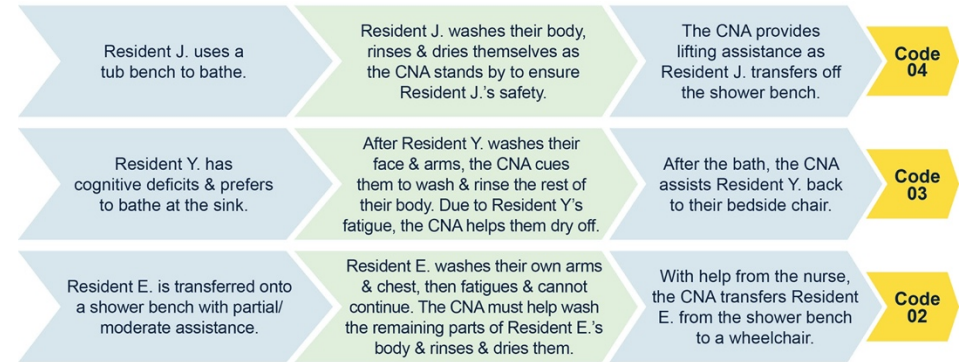 Resident J. uses a
tub bench to bathe.
Resident J. washes their body,
rinses & dries themselves as
the CNA stands by to ensure
Resident J.'s safety.
The CNA provides
lifting assistance as
Resident J. transfers off
the shower bench.
Code
04
Resident Y. has
cognitive deficits & prefers
to bathe at the sink.
After Resident Y. washes their
face & arms, the CNA cues
them to wash & rinse the rest of
their body. Due to Resident Y's
fatigue, the CNA helps them dry off.
After the bath, the CNA
assists Resident Y. back
to their bedside chair.
Code
03
Resident E. is transferred onto
a shower bench with partial/
moderate assistance.
Resident E. washes their own arms
& chest, then fatigues & cannot
continue. The CNA must help wash
the remaining parts of Resident E.'s
body & rinses & dries them.
With help from the nurse,
the CNA transfers Resident
E. from the shower bench
to a wheelchair.
Code
02